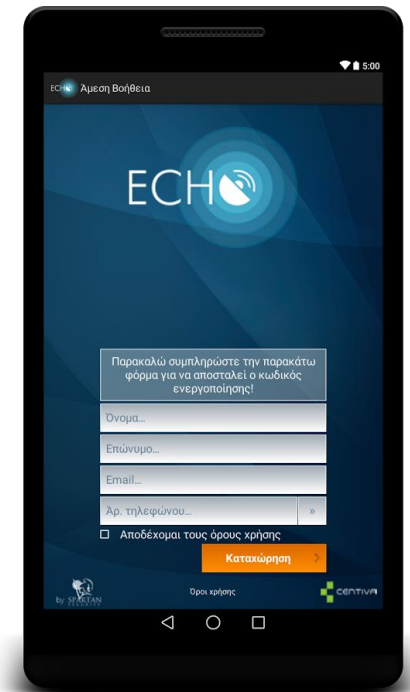 5:00
ECHO Άμεση Βοήθεια
ECHO
Παρακαλώ συμπληρώστε την παρακάτω
φόρμα για να αποσταλεί ο κωδικός
ενεργοποίησης!
Όνομα...
Επώνυμο...
Email...
Άρ. τηλεφώνου... »
Αποδέχομαι τους όρους χρήσης
Καταχώρηση
by SPARTAN
SECURITY
Όροι χρήσης
CENTIVA